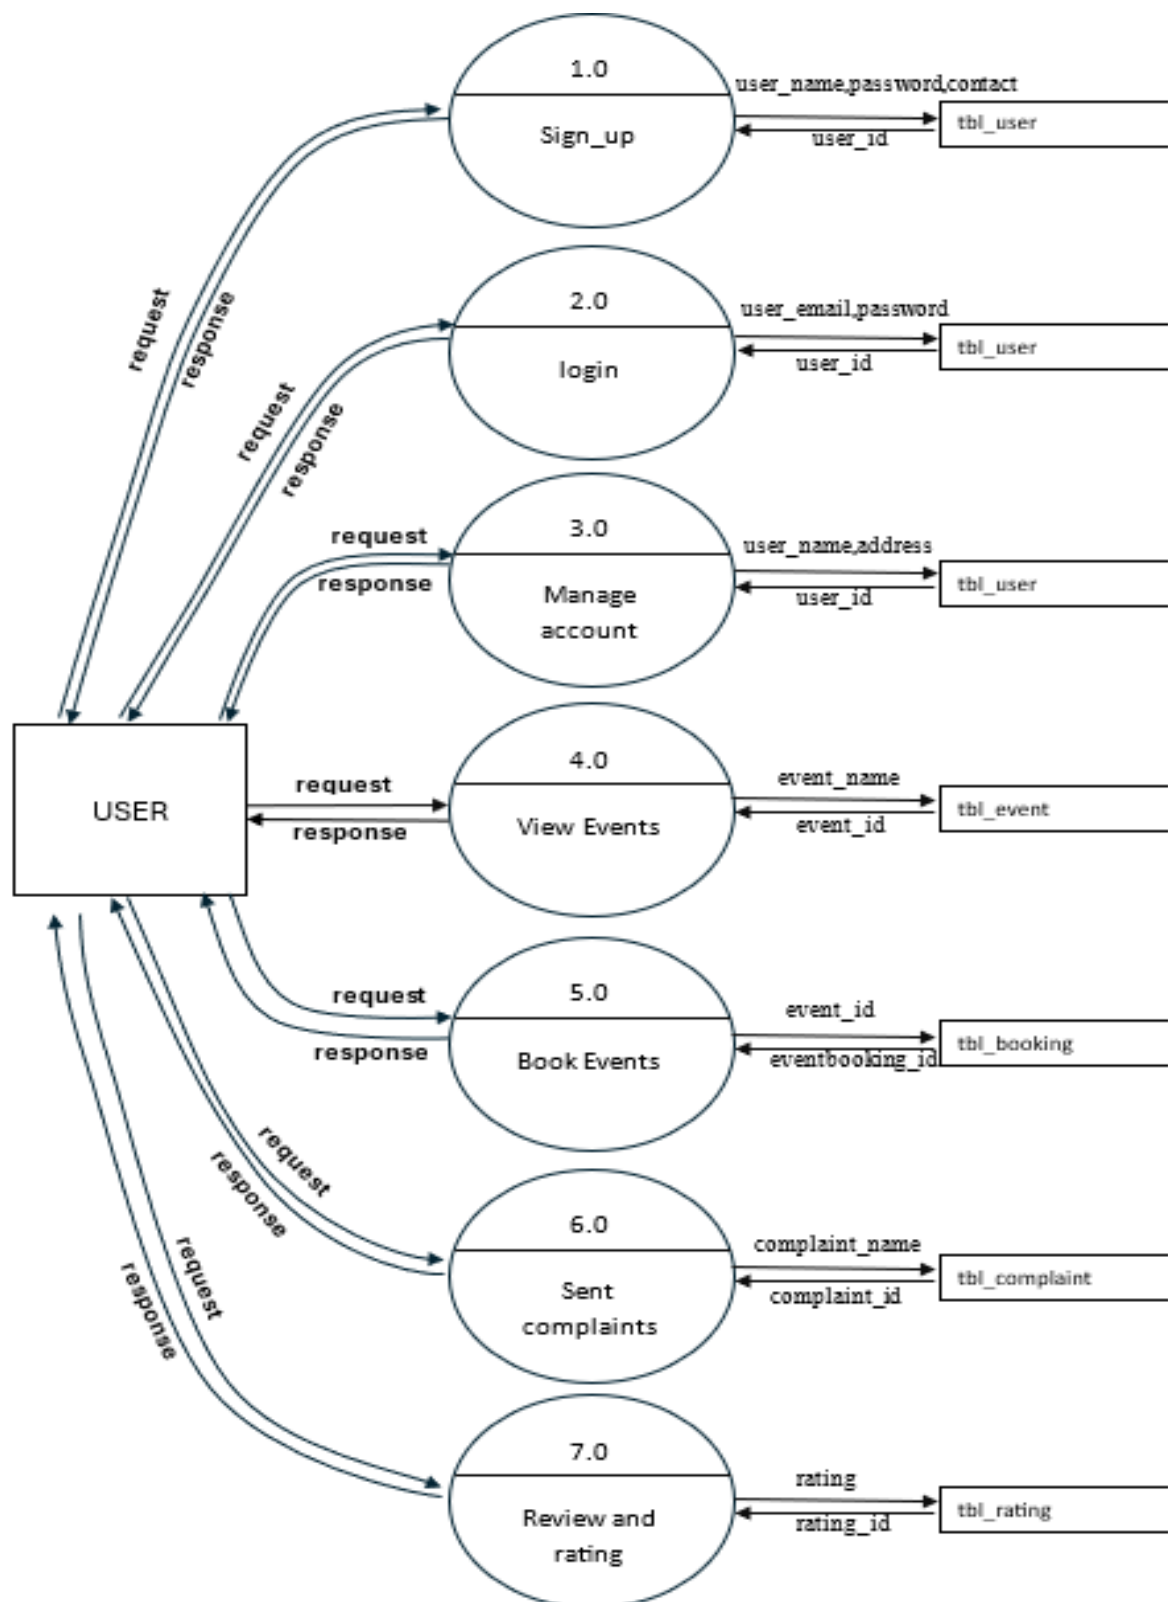 1.0
user_name,password,contact
Sign_up
tbl_user
user_id
request
response
2.0
user_email,password
login
tbl_user
user_id
request
response
3.0
request
user_name,address
response
Manage
account
tbl_user
user_id
4.0
request
event_name
USER
View Events
tbl_event
response
event_id
5.0
request
event_id
response
Book Events
tbl_booking
eventbooking_id
request
response
6.0
complaint_name
Sent
complaints
tbl_complaint
complaint_id
request
response
7.0
rating
Review and
rating
tbl_rating
rating_id